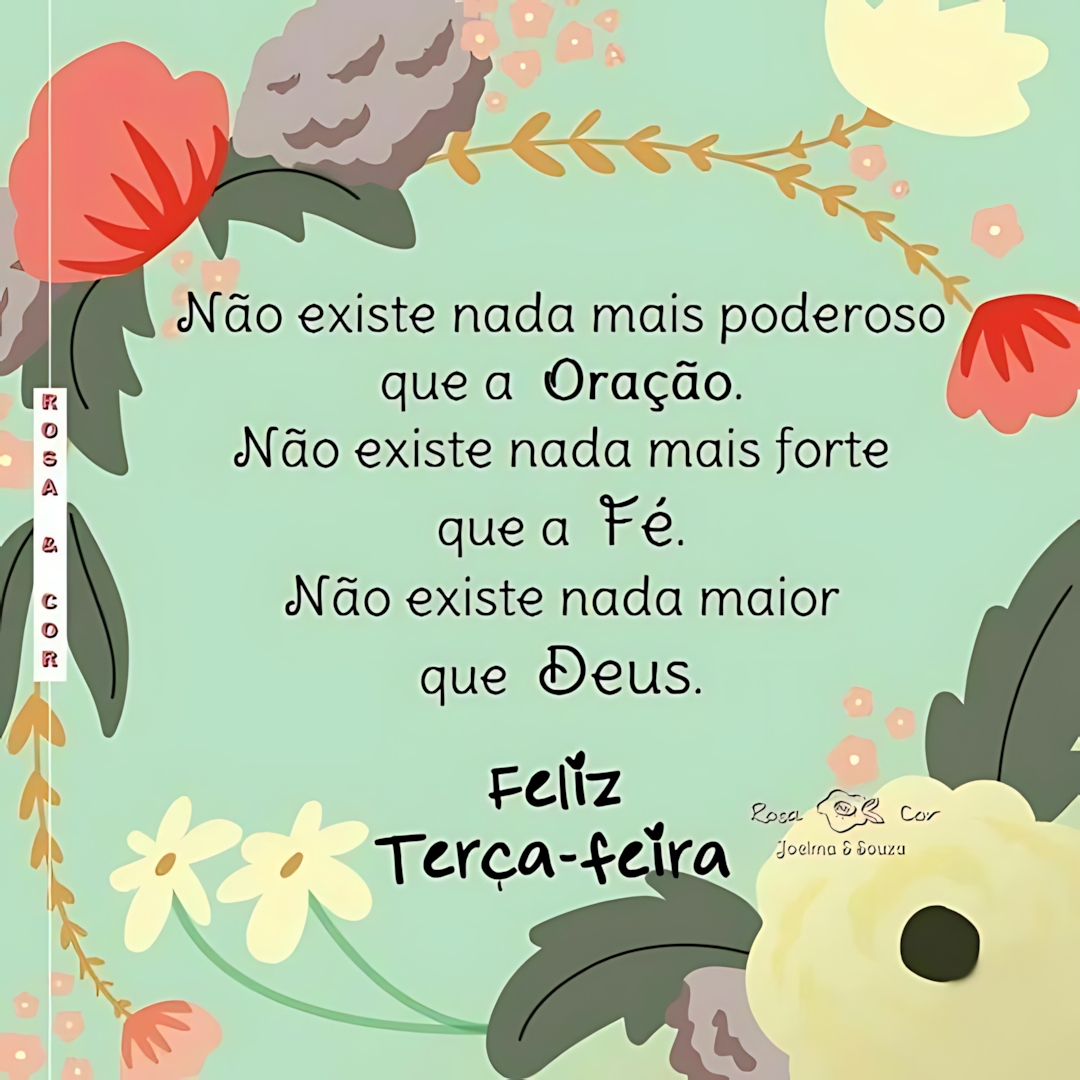 Não existe nada mais poderoso
que a Oração.
Não existe nada mais forte
que a Fé.
Não existe nada maior
que Deus.
Feliz
Terça-feira
Rosa Cor
Joelma S Souza
ROSA & COR